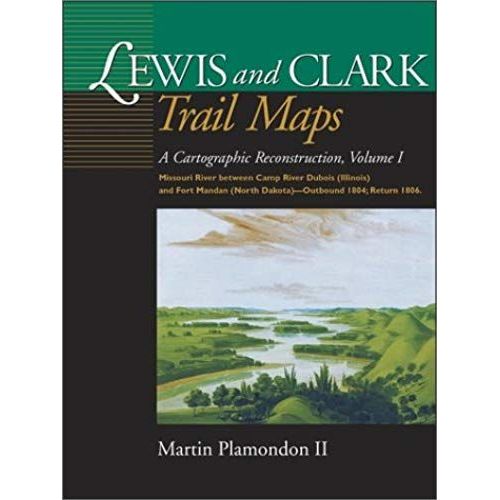 LEWIS and CLARK
Trail Maps
A Cartographic Reconstruction, Volume I
Missouri River between Camp River Dubois (Illinois)
and Fort Mandan (North Dakota)—Outbound 1804; Return 1806.
Martin Plamondon II